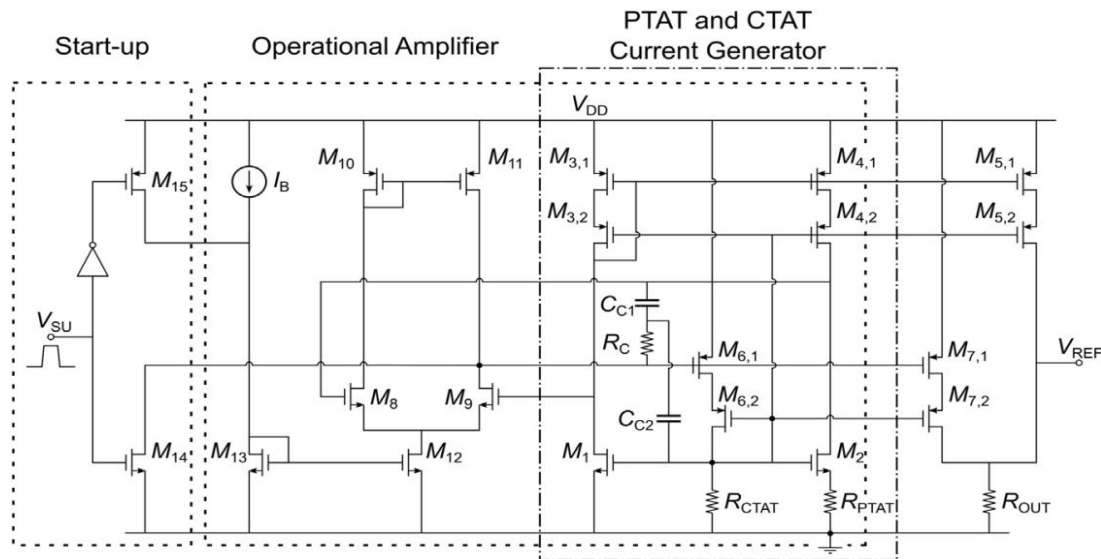 PTAT and CTAT
Current Generator
Start-up
Operational Amplifier
V_DD
M_10
M_11
M_3,1
M_4,1
M_5,1
M_15
I_B
M_3,2
M_4,2
M_5,2
C_C1
V_SU
R_C
M_6,1
M_7,1
V_REF
M_8
M_9
M_6,2
M_7,2
C_C2
M_14
M_13
M_12
M_1
M_2
R_CTAT
R_PTAT
R_OUT